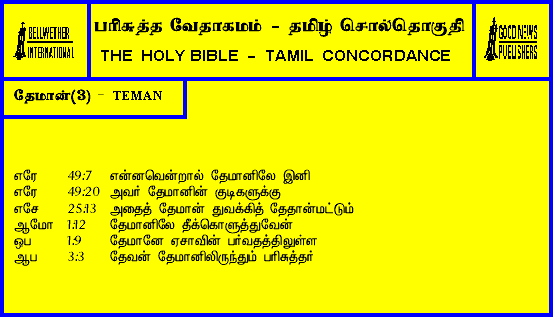 BELLWETHER
INTERNATIONAL
பரிசுத்த வேதாகமம் - தமிழ் சொல்தொகுதி
THE HOLY BIBLE - TAMIL CONCORDANCE
GOOD NEWS
PUBLISHERS
தேமான்(3) - TEMAN
எரே 49:7 என்னவென்றால் தேமானிலே இனி
எரே 49:20 அவர் தேமானின் குடிகளுக்கு
எசே 25:13 அதைத் தேமான் துவக்கித் தேதான்மட்டும்
ஆமோ 1:12 தேமானிலே தீக்கொளுத்துவேன்
ஒப 1:9 தேமானே ஏசாவின் பர்வதத்திலுள்ள
ஆப 3:3 தேவன் தேமானிலிருந்தும் பரிசுத்தர்